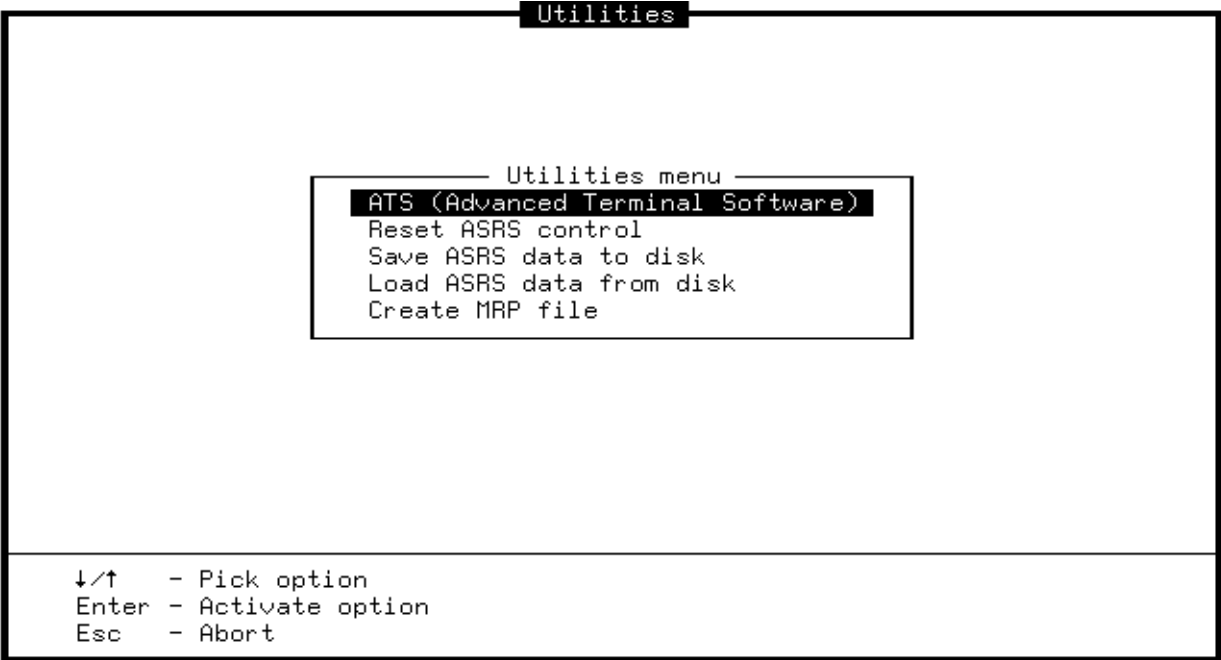 Utilities
Utilities menu
ATS (Advanced Terminal Software)
Reset ASRS control
Save ASRS data to disk
Load ASRS data from disk
Create MRP file
↓/↑ - Pick option
Enter - Activate option
Esc - Abort